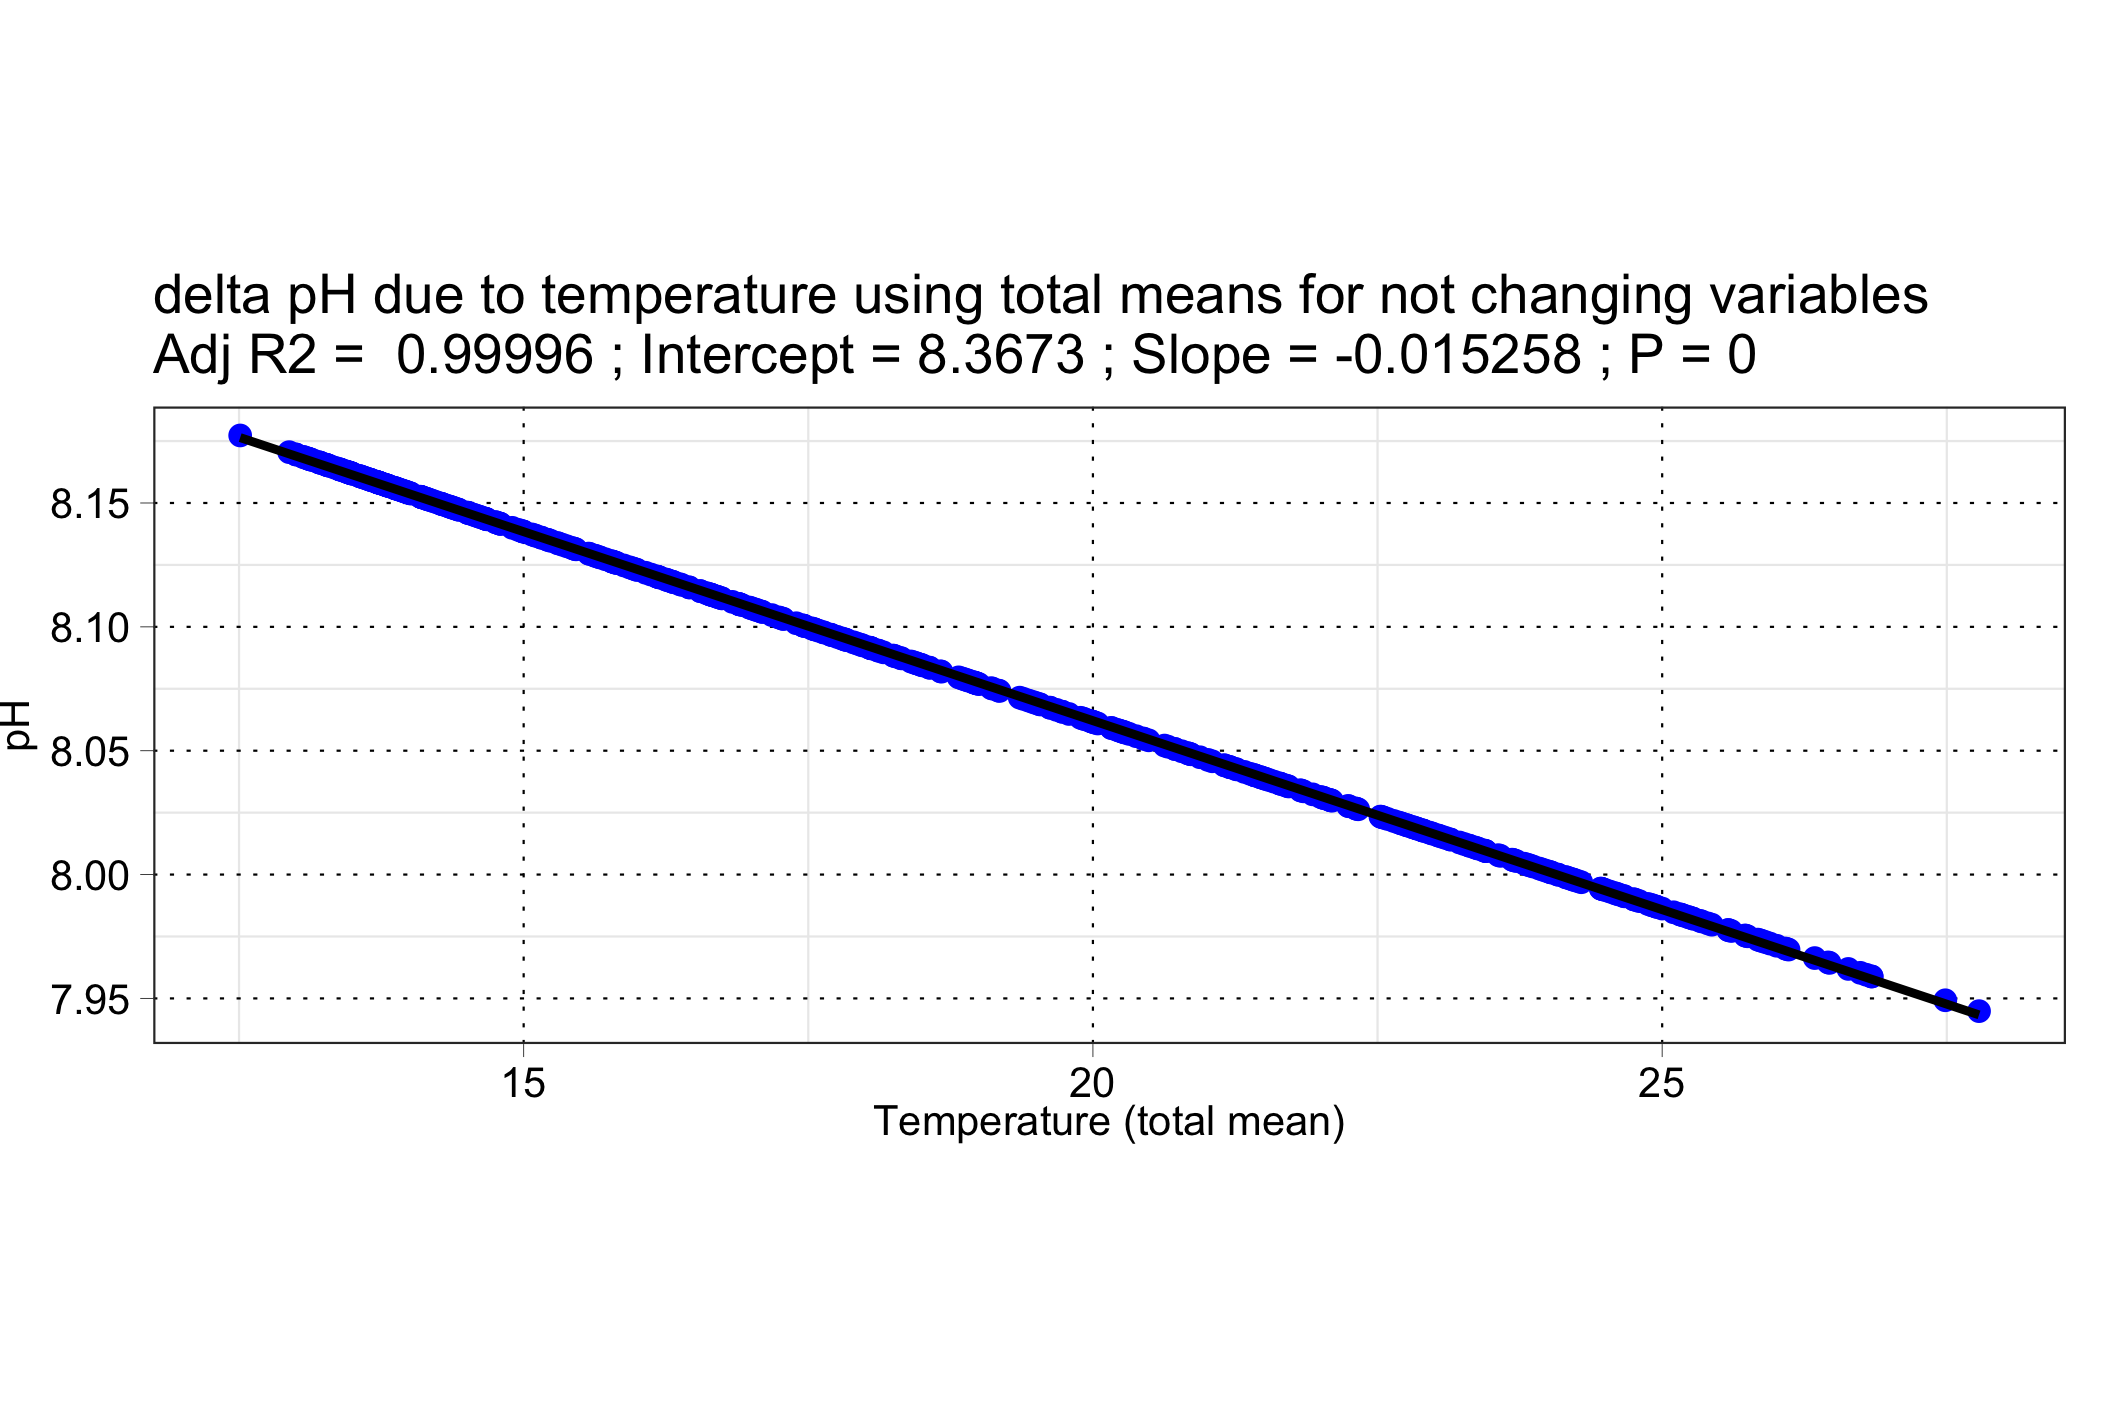 delta pH due to temperature using total means for not changing variables
Adj R2 =  0.99996 ; Intercept = 8.3673 ; Slope = -0.015258 ; P = 0
8.15
8.10
8.05
8.00
7.95
pH
15
20
25
Temperature (total mean)